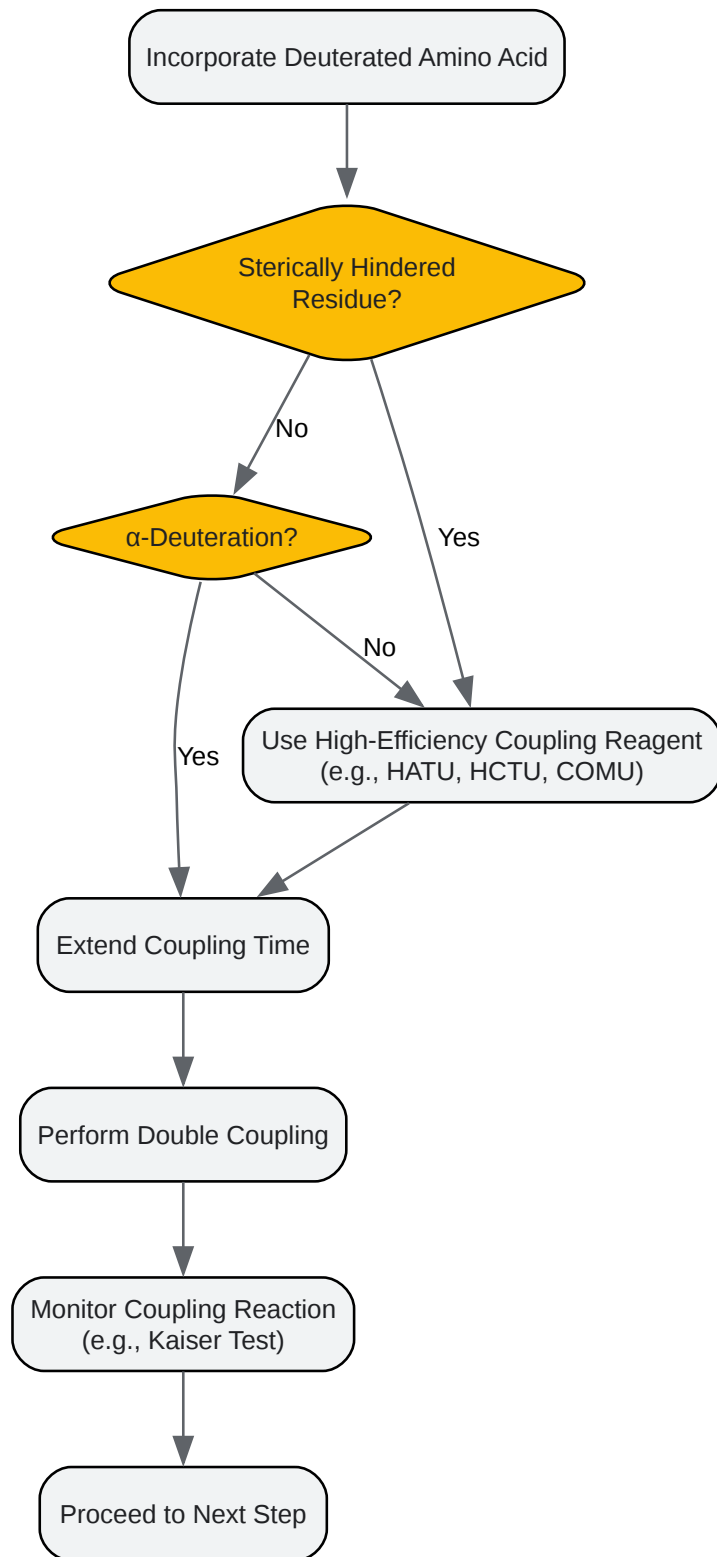 Incorporate Deuterated Amino Acid
Sterically Hindered
Residue?
No
Yes
α-Deuteration?
No
Yes
Use High-Efficiency Coupling Reagent
(e.g., HATU, HCTU, COMU)
Extend Coupling Time
Perform Double Coupling
Monitor Coupling Reaction
(e.g., Kaiser Test)
Proceed to Next Step